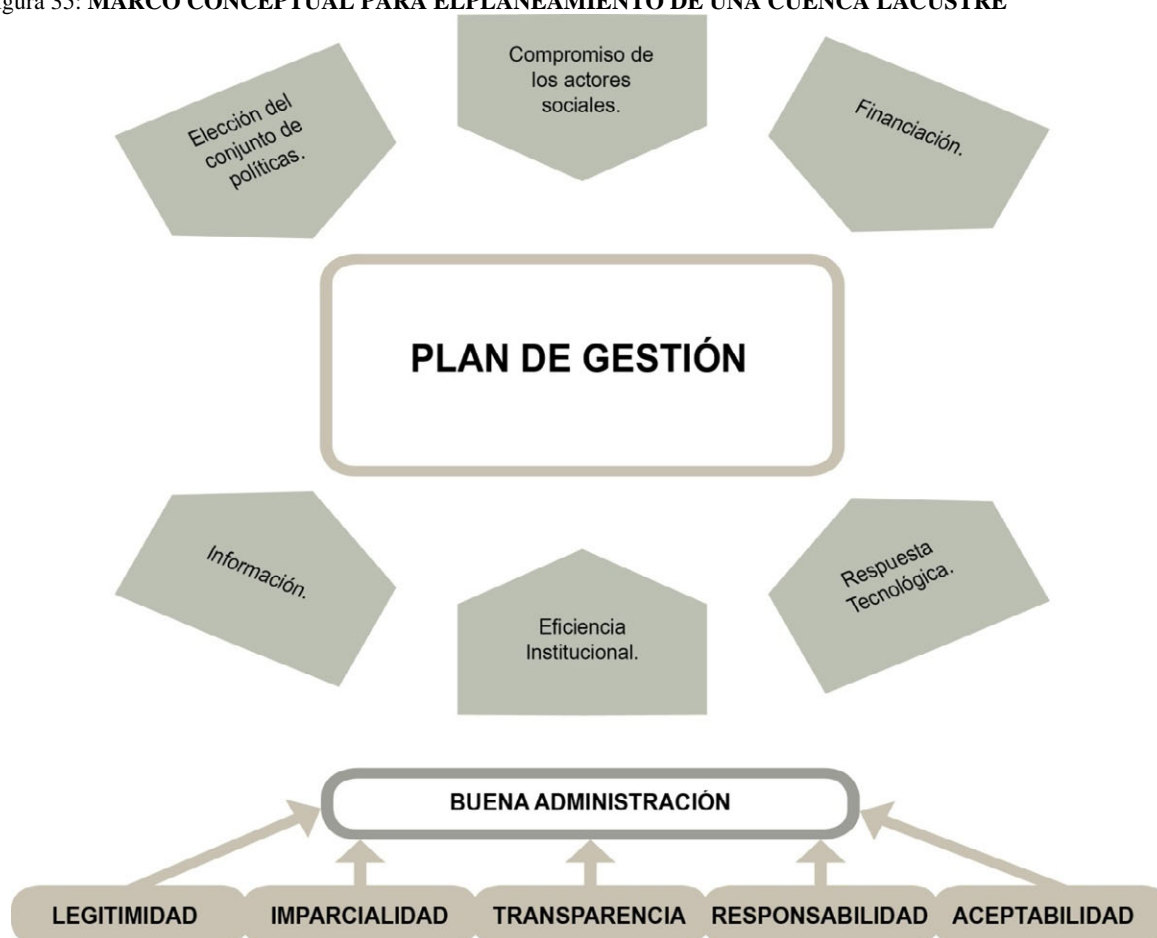 igura 35: MARCO CONCEPTUAL PARA ELPLANEAMIENTO DE UNA CUENCA LACUSTRE
Elección del
conjunto de
políticas.
Compromiso de
los actores
sociales.
Financiación.
PLAN DE GESTIÓN
Información.
Eficiencia
Institucional.
Respuesta
Tecnológica.
BUENA ADMINISTRACIÓN
LEGITIMIDAD
IMPARCIALIDAD
TRANSPARENCIA
RESPONSABILIDAD
ACEPTABILIDAD